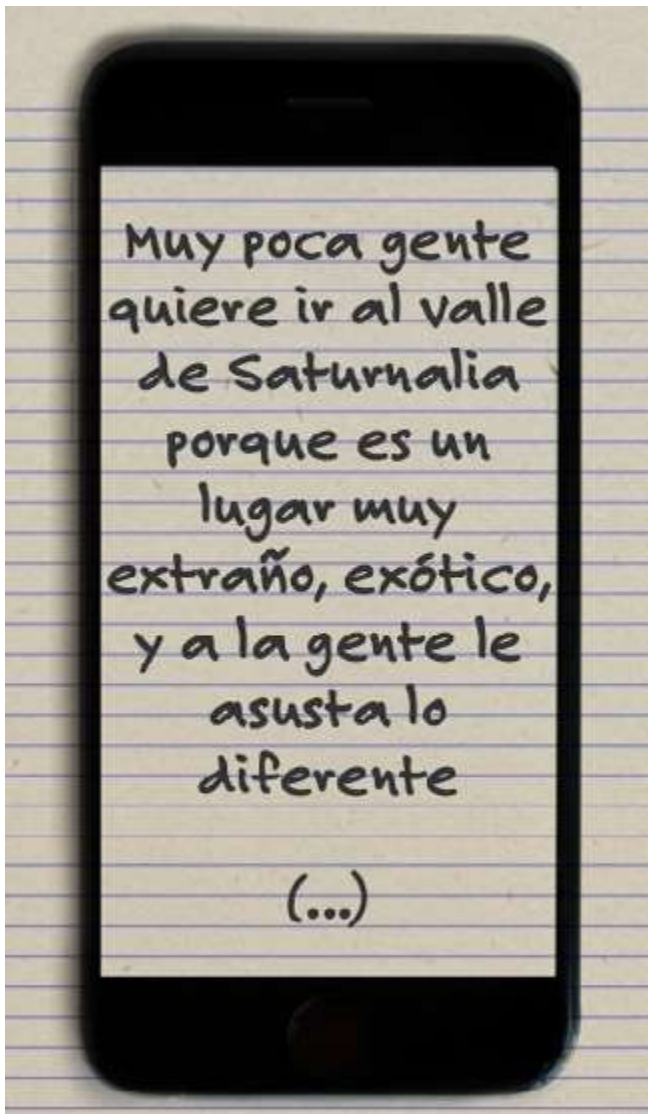 Muy poca gente
quiere ir al valle
de Saturnalia
porque es un
lugar muy
extraño, exótico,
y a la gente le
asusta lo
diferente
(...)